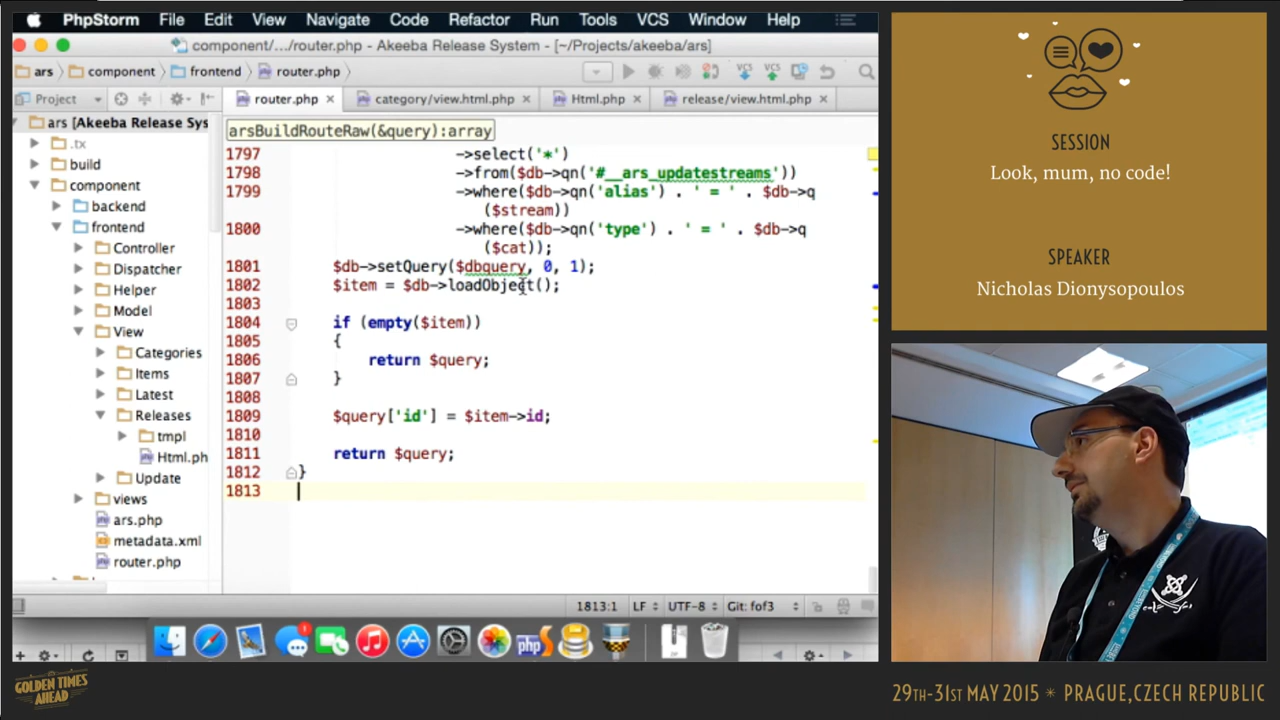 PhpStorm File Edit View Navigate Code Refactor Run Tools VCS Window Help
component/.../router.php - Akeeba Release System - [~/Projects/akeeba/ars]
ars component frontend router.php
Project router.php category/view.html.php Html.php release/view.html.php
ars [Akeeba Release Sys
.tx
build
component
backend
frontend
Controller
Dispatcher
Helper
Model
View
Categories
Items
Latest
Releases
tmpl
Html.ph
Update
views
ars.php
metadata.xml
router.php
arsBuildRouteRaw(&query):array
1797 ->select('*')
1798 ->from($db->qn('#__ars_updatestreams'))
1799 ->where($db->qn('alias') . ' = ' . $db->q
($stream))
1800 ->where($db->qn('type') . ' = ' . $db->q
($cat));
1801 $db->setQuery($dbquery, 0, 1);
1802 $item = $db->loadObject();
1803
1804 if (empty($item))
1805 {
1806 return $query;
1807 }
1808
1809 $query['id'] = $item->id;
1810
1811 return $query;
1812 }
1813
1813:1 LF UTF-8 Git: fof3
php
SESSION
Look, mum, no code!
SPEAKER
Nicholas Dionysopoulos
GOLDEN TIMES
AHEAD
29TH-31ST MAY 2015 * PRAGUE,CZECH REPUBLIC